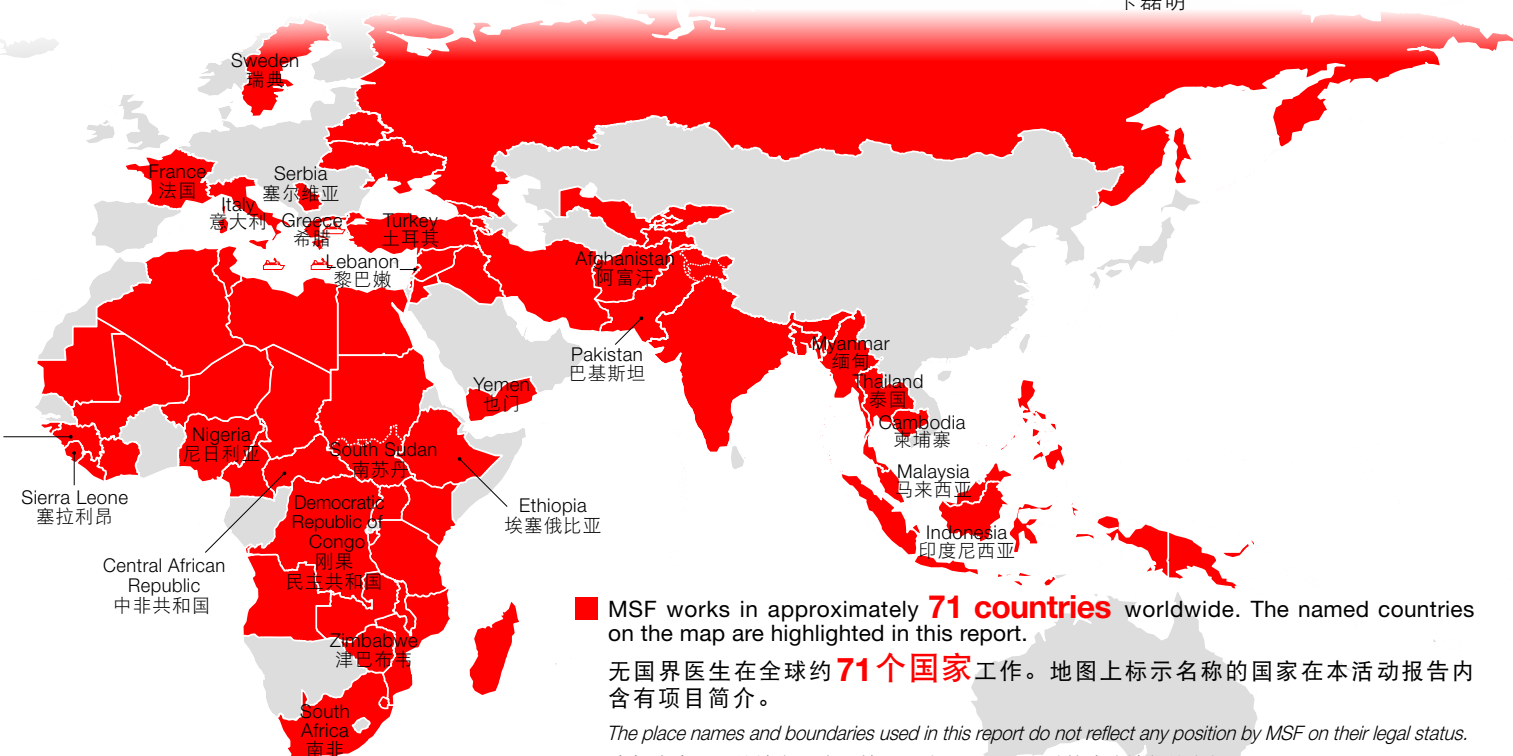 Sweden
瑞典
France
法国
Serbia
塞尔维亚
Italy
意大利
Greece
希腊
Turkey
土耳其
Lebanon
黎巴嫩
Afghanistan
阿富汗
Pakistan
巴基斯坦
Myanmar
缅甸
Thailand
泰国
Yemen
也门
Cambodia
柬埔寨
Nigeria
尼日利亚
South Sudan
南苏丹
Malaysia
马来西亚
Sierra Leone
塞拉利昂
Democratic
Republic of
Congo
刚果
民主共和国
Ethiopia
埃塞俄比亚
Indonesia
印度尼西亚
Central African
Republic
中非共和国
Zimbabwe
津巴布韦
South
Africa
南非
MSF works in approximately 71 countries worldwide. The named countries
on the map are highlighted in this report.
无国界医生在全球约71个国家工作。地图上标示名称的国家在本活动报告内
含有项目简介。
The place names and boundaries used in this report do not reflect any position by MSF on their legal status.